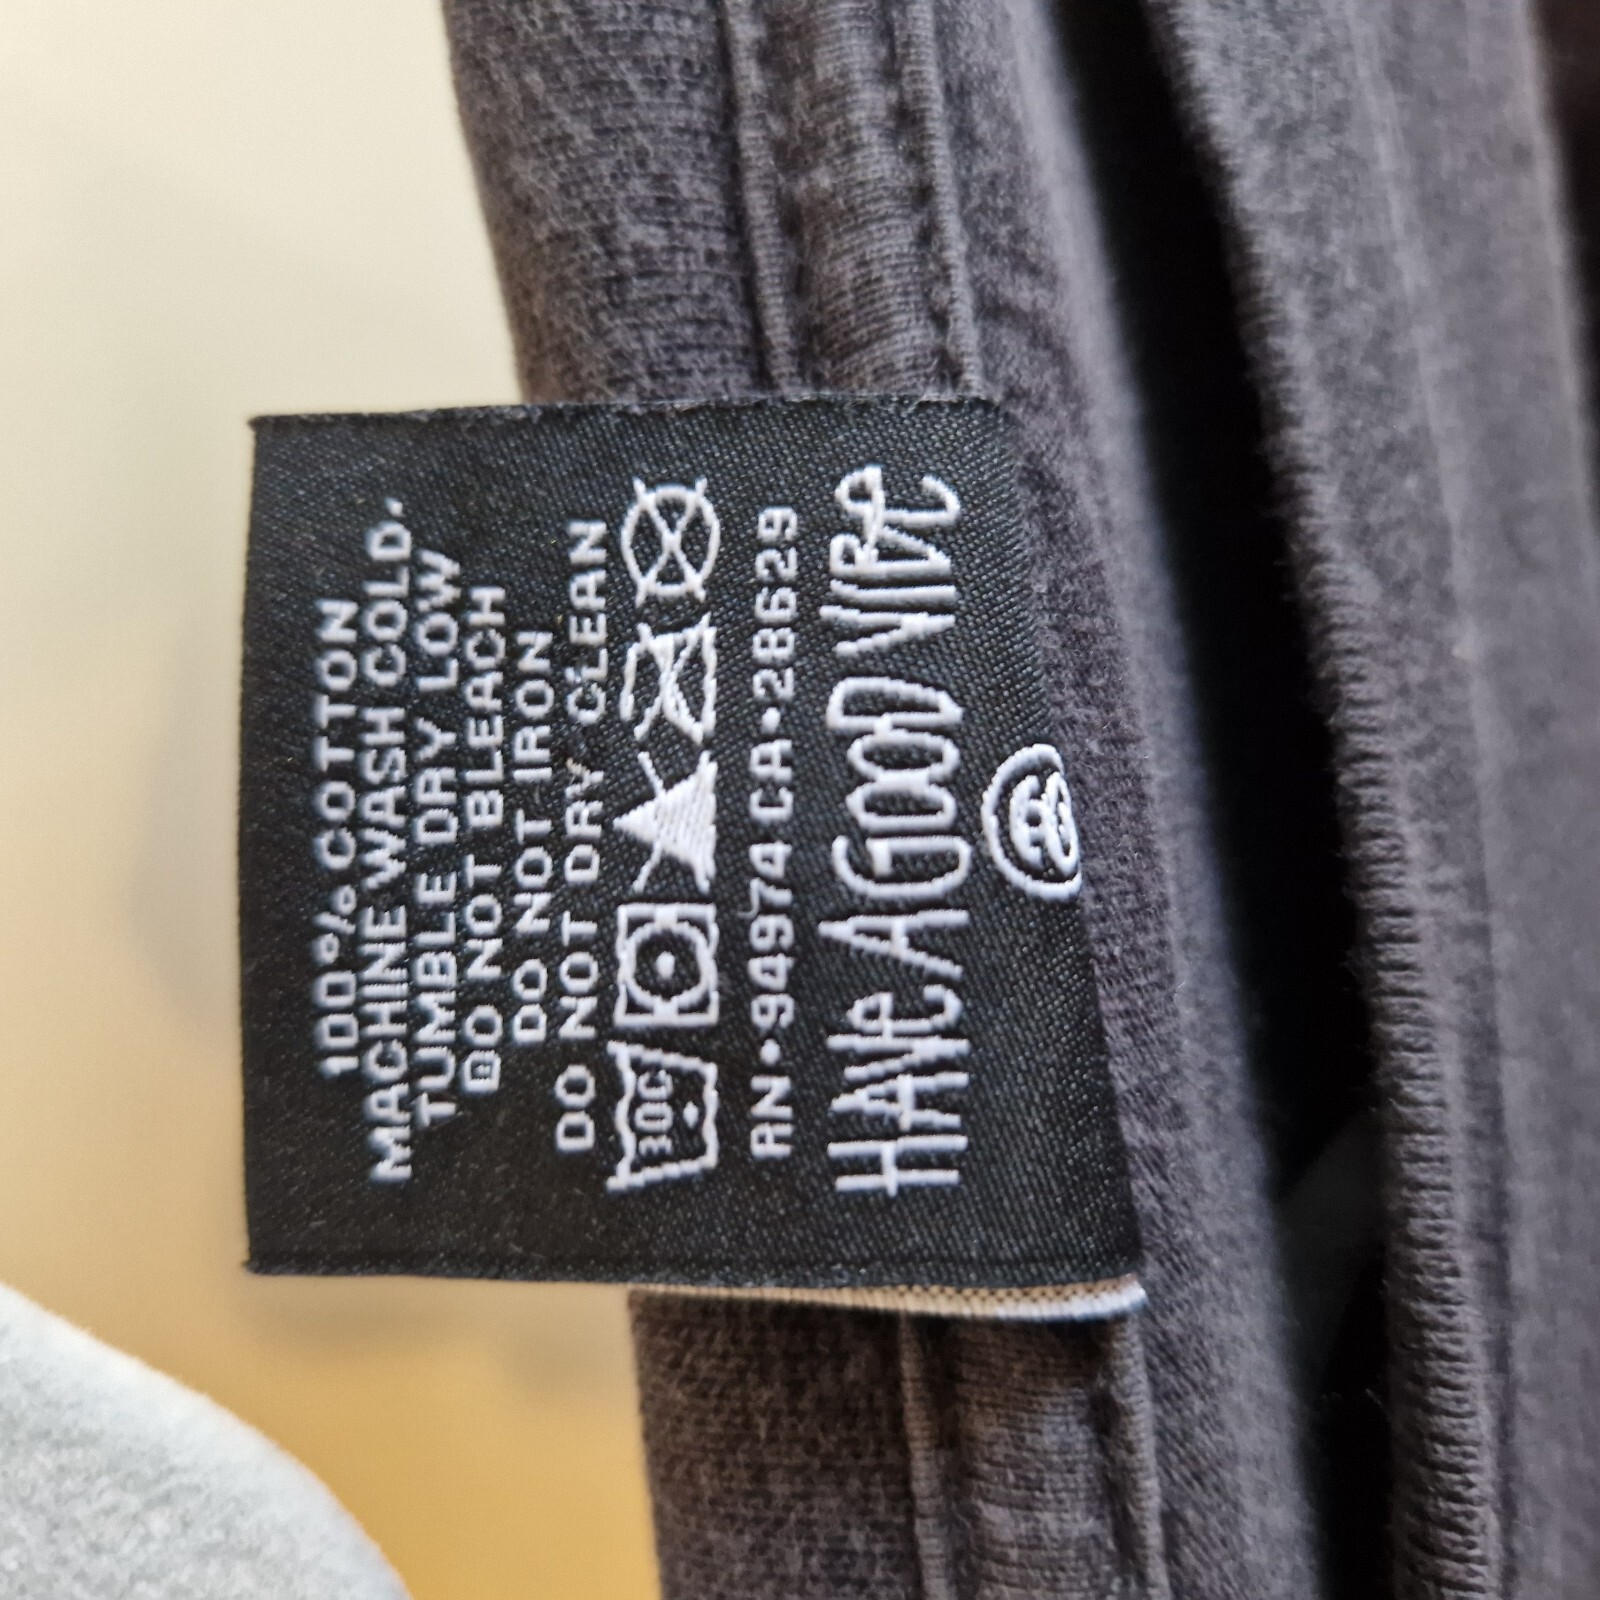 100% COTTON
MACHINE WASH COLD.
TUMBLE DRY LOW
DO NOT BLEACH
DO NOT IRON
DO NOT DRY CLEAN
30C
RN•94974 CA•28629
HAVE A GOOD VIBE